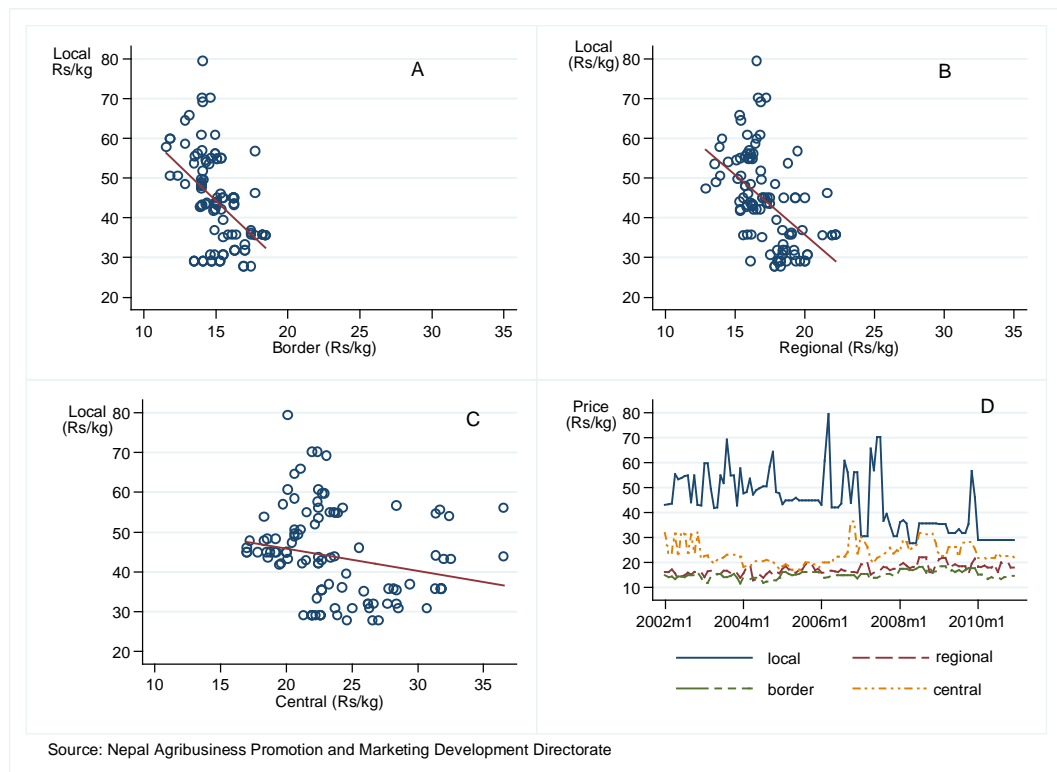 Local
Rs/kg
A
80
70
60
50
40
30
20
10 15 20 25 30 35
Border (Rs/kg)
Local
(Rs/kg)
B
80
70
60
50
40
30
20
10 15 20 25 30 35
Regional (Rs/kg)
Local
(Rs/kg)
C
80
70
60
50
40
30
20
10 15 20 25 30 35
Central (Rs/kg)
Price
(Rs/kg)
D
80
70
60
50
40
30
20
10
2002m1 2004m1 2006m1 2008m1 2010m1
local regional
border central
Source: Nepal Agribusiness Promotion and Marketing Development Directorate